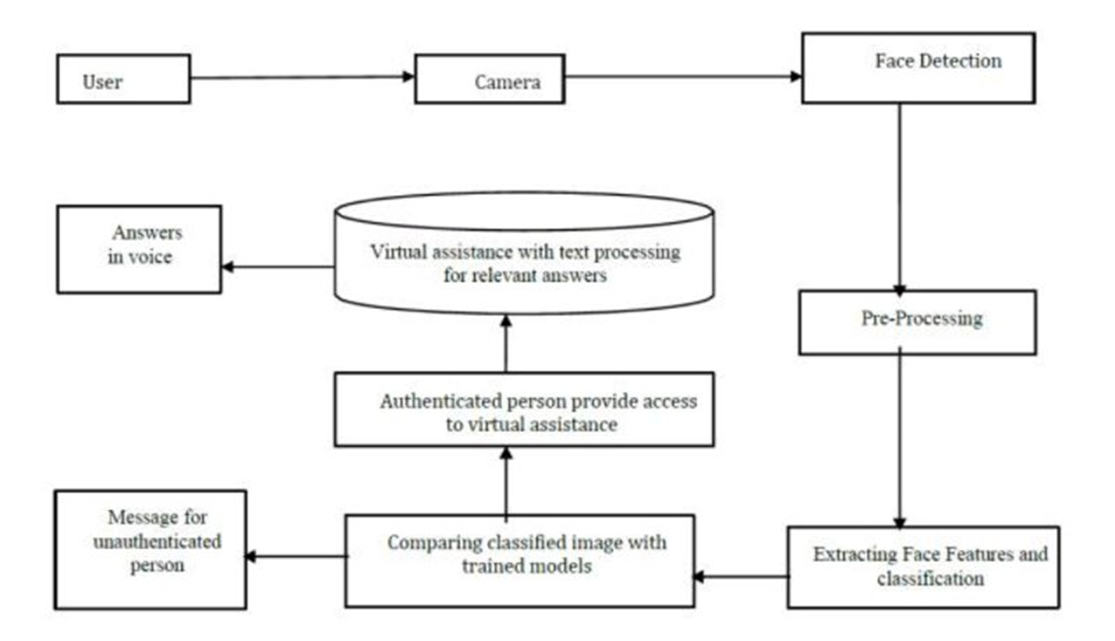 User
Camera
Face Detection
Answers
in voice
Virtual assistance with text processing
for relevant answers
Pre-Processing
Authenticated person provide access
to virtual assistance
Message for
unauthenticated
person
Comparing classified image with
trained models
Extracting Face Features and
classification